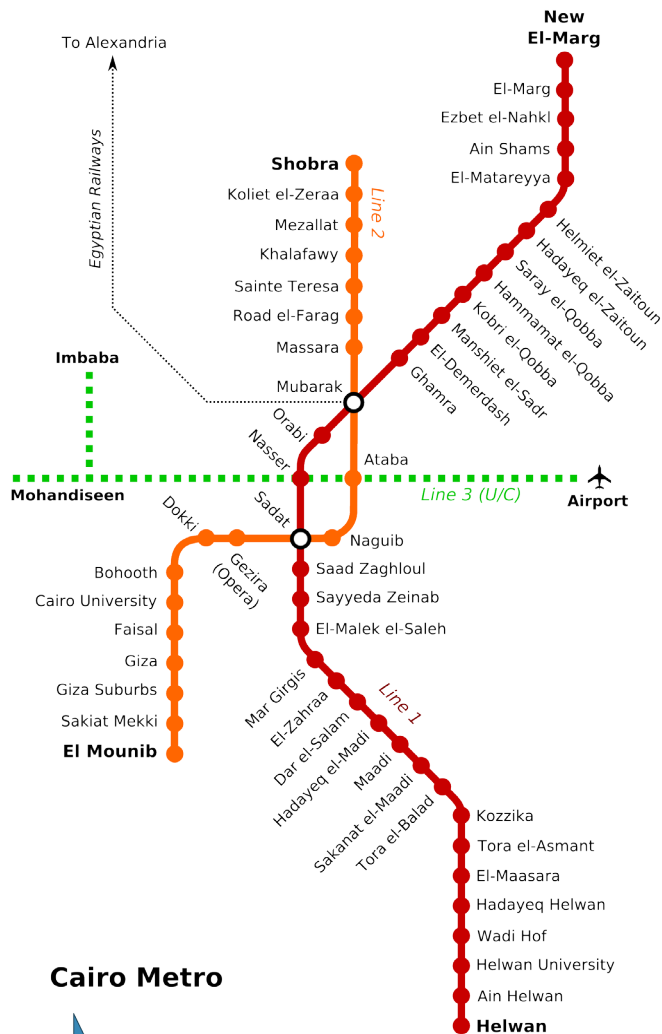 New
El-Marg
To Alexandria
Egyptian Railways
El-Marg
Ezbet el-Nahkl
Ain Shams
El-Matareyya
Helmiet el-Zaitoun
Hadayeq el-Zaitoun
Saray el-Qobba
Hammamat el-Qobba
Kobri el-Qobba
Manshiet el-Sadr
El-Demerdash
Ghamra
Shobra
Line 2
Koliet el-Zeraa
Mezallat
Khalafawy
Sainte Teresa
Road el-Farag
Massara
Mubarak
Imbaba
Orabi
Nasser
Ataba
Mohandiseen
Line 3 (U/C)
Airport
Sadat
Dokki
Gezira
(Opera)
Naguib
Bohooth
Cairo University
Faisal
Giza
Giza Suburbs
Sakiat Mekki
El Mounib
Saad Zaghloul
Sayyeda Zeinab
El-Malek el-Saleh
Mar Girgis
El-Zahraa
Dar el-Salam
Hadayeq el-Madi
Maadi
Sakanat el-Maadi
Tora el-Balad
Line 1
Kozzika
Tora el-Asmant
El-Maasara
Hadayeq Helwan
Wadi Hof
Helwan University
Ain Helwan
Helwan
Cairo Metro